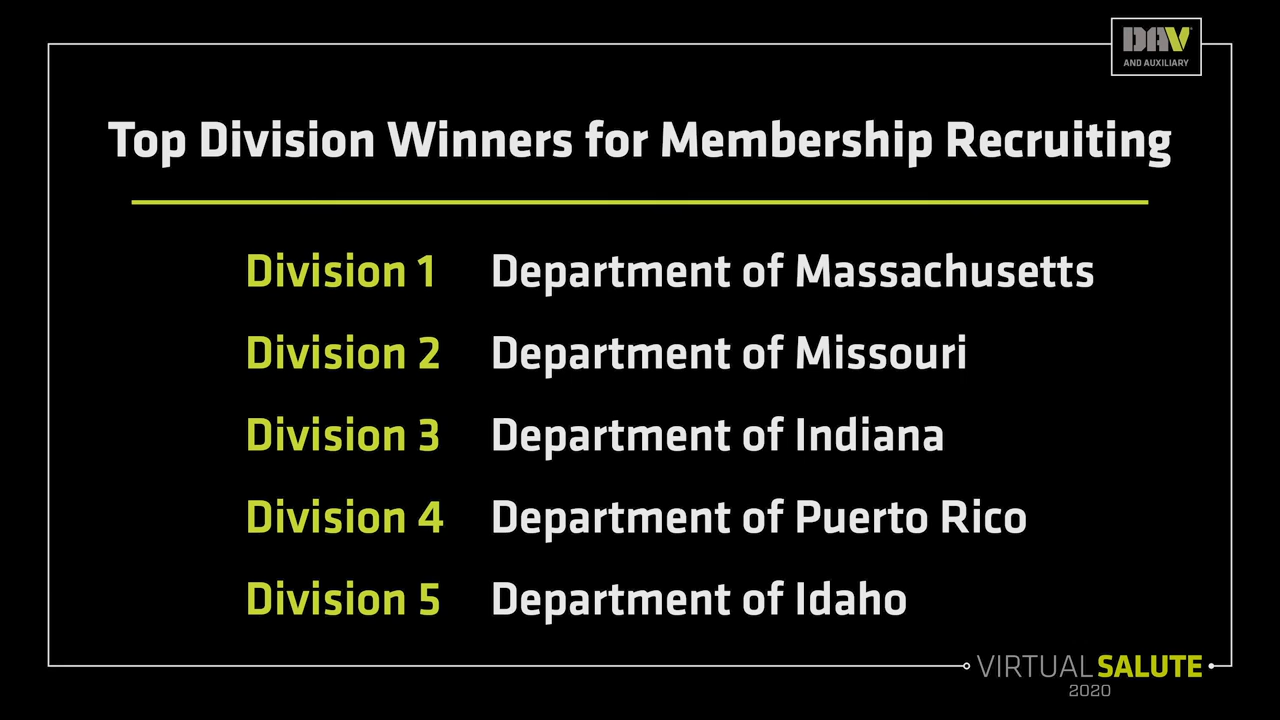 DAV
AND AUXILIARY
Top Division Winners for Membership Recruiting
Division 1 Department of Massachusetts
Division 2 Department of Missouri
Division 3 Department of Indiana
Division 4 Department of Puerto Rico
Division 5 Department of Idaho
VIRTUAL SALUTE
2020